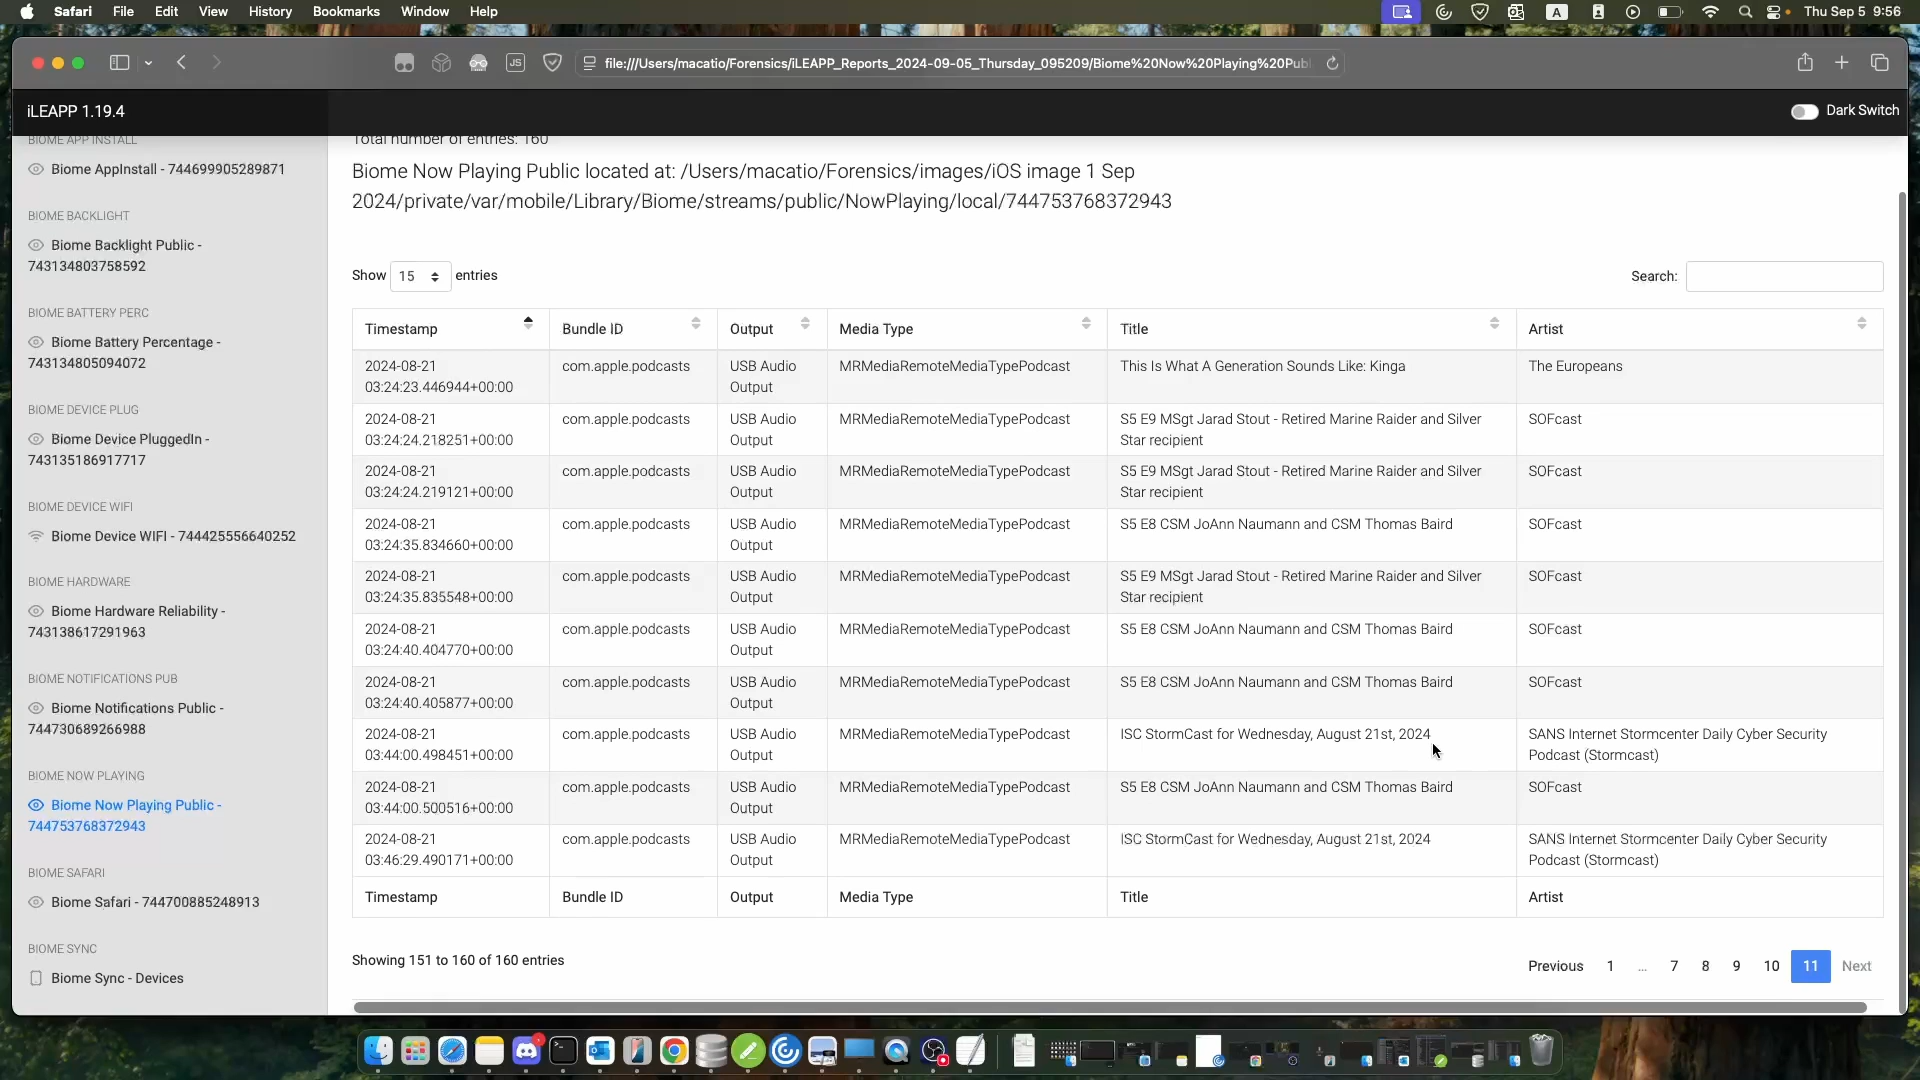 Safari File Edit View History Bookmarks Window Help
A
Thu Sep 5 9:56
JS
file:///Users/macatio/Forensics/iLEAPP_Reports_2024-09-05_Thursday_095209/Biome%20Now%20Playing%20Pub
iLEAPP 1.19.4
Dark Switch
BIOME APP INSTALL
Biome AppInstall - 744699905289871
BIOME BACKLIGHT
Biome Backlight Public -
743134803758592
BIOME BATTERY PERC
Biome Battery Percentage -
743134805094072
BIOME DEVICE PLUG
Biome Device PluggedIn -
743135186917717
BIOME DEVICE WIFI
Biome Device WIFI - 744425556640252
BIOME HARDWARE
Biome Hardware Reliability -
743138617291963
BIOME NOTIFICATIONS PUB
Biome Notifications Public -
744730689266988
BIOME NOW PLAYING
Biome Now Playing Public -
744753768372943
BIOME SAFARI
Biome Safari - 744700885248913
BIOME SYNC
Biome Sync - Devices
Total number of entries: 160
Biome Now Playing Public located at: /Users/macatio/Forensics/images/iOS image 1 Sep
2024/private/var/mobile/Library/Biome/streams/public/NowPlaying/local/744753768372943
Show 15 entries
Search:
Timestamp Bundle ID Output Media Type Title Artist
2024-08-21 com.apple.podcasts USB Audio MRMediaRemoteMediaTypePodcast This Is What A Generation Sounds Like: Kinga The Europeans
03:24:23.446944+00:00 Output
2024-08-21 com.apple.podcasts USB Audio MRMediaRemoteMediaTypePodcast S5 E9 MSgt Jarad Stout - Retired Marine Raider and Silver SOFcast
03:24:24.218251+00:00 Output Star recipient
2024-08-21 com.apple.podcasts USB Audio MRMediaRemoteMediaTypePodcast S5 E9 MSgt Jarad Stout - Retired Marine Raider and Silver SOFcast
03:24:24.219121+00:00 Output Star recipient
2024-08-21 com.apple.podcasts USB Audio MRMediaRemoteMediaTypePodcast S5 E8 CSM JoAnn Naumann and CSM Thomas Baird SOFcast
03:24:35.834660+00:00 Output
2024-08-21 com.apple.podcasts USB Audio MRMediaRemoteMediaTypePodcast S5 E9 MSgt Jarad Stout - Retired Marine Raider and Silver SOFcast
03:24:35.835548+00:00 Output Star recipient
2024-08-21 com.apple.podcasts USB Audio MRMediaRemoteMediaTypePodcast S5 E8 CSM JoAnn Naumann and CSM Thomas Baird SOFcast
03:24:40.404770+00:00 Output
2024-08-21 com.apple.podcasts USB Audio MRMediaRemoteMediaTypePodcast S5 E8 CSM JoAnn Naumann and CSM Thomas Baird SOFcast
03:24:40.405877+00:00 Output
2024-08-21 com.apple.podcasts USB Audio MRMediaRemoteMediaTypePodcast ISC StormCast for Wednesday, August 21st, 2024 SANS Internet Stormcenter Daily Cyber Security
03:44:00.498451+00:00 Output Podcast (Stormcast)
2024-08-21 com.apple.podcasts USB Audio MRMediaRemoteMediaTypePodcast S5 E8 CSM JoAnn Naumann and CSM Thomas Baird SOFcast
03:44:00.500516+00:00 Output
2024-08-21 com.apple.podcasts USB Audio MRMediaRemoteMediaTypePodcast ISC StormCast for Wednesday, August 21st, 2024 SANS Internet Stormcenter Daily Cyber Security
03:46:29.490171+00:00 Output Podcast (Stormcast)
Timestamp Bundle ID Output Media Type Title Artist
Showing 151 to 160 of 160 entries
Previous 1 ... 7 8 9 10 11 Next